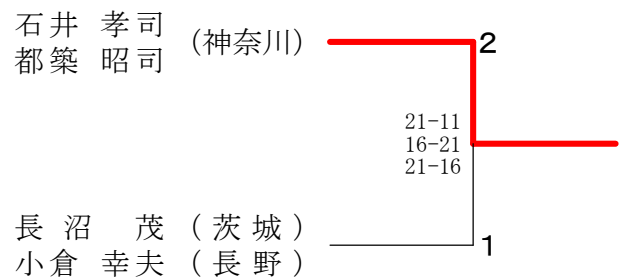 石井 孝司 (神奈川)
都築 昭司
2
21-11
16-21
21-16
長沼 茂 (茨城)
小倉 幸夫 (長野)
1